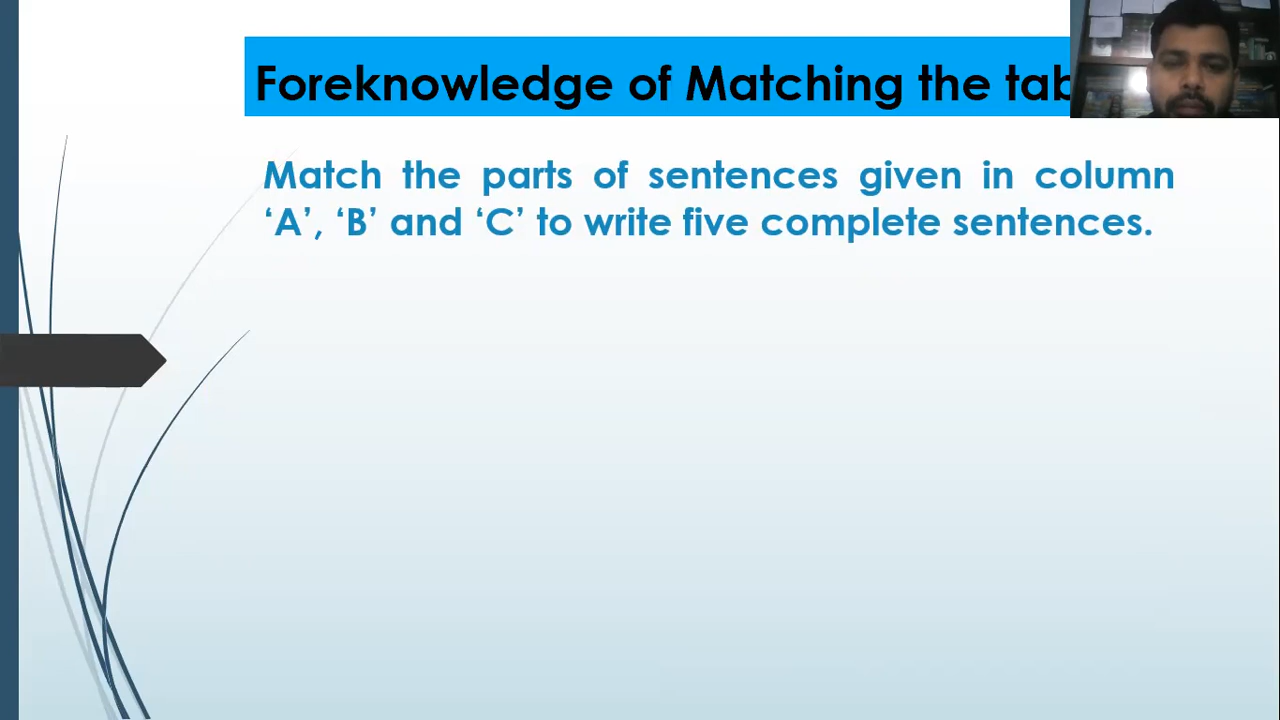 Foreknowledge of Matching the tab
Match the parts of sentences given in column
‘A’, ‘B’ and ‘C’ to write five complete sentences.